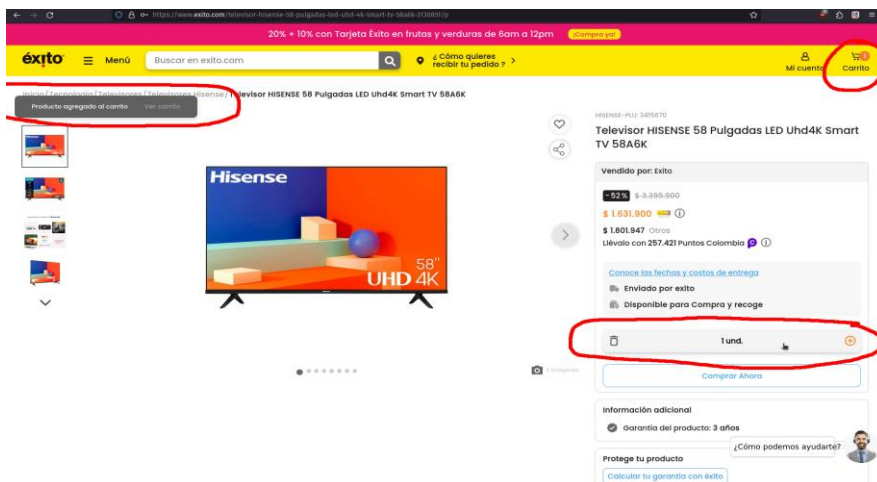 https://www.exito.com/televisor-hisense-58-pulgadas-led-uhd-4k-smart-tv-58a6k-3130891/p
20% + 10% con Tarjeta Éxito en frutas y verduras de 6am a 12pm ¡Compra ya!
éxito Menú Buscar en exito.com ¿Cómo quieres recibir tu pedido? Mi cuenta Carrito
Inicio/Tecnología/Televisores/Televisores Hisense/Televisor HISENSE 58 Pulgadas LED Uhd4K Smart TV 58A6K
Producto agregado al carrito Ver carrito
HISENSE-PLU: 3415870
Televisor HISENSE 58 Pulgadas LED Uhd4K Smart
TV 58A6K
Vendido por: Exito
-52% $ 3.399.900
$ 1.631.900
$ 1.801.947 Otros
Llévalo con 257.421 Puntos Colombia
Hisense
58"
UHD 4K
Conoce las fechas y costos de entrega
Enviado por exito
Disponible para Compra y recoge
1 und.
Comprar Ahora
Información adicional
Garantía del producto: 3 años
¿Cómo podemos ayudarte?
Protege tu producto
Calcular tu garantía con éxito